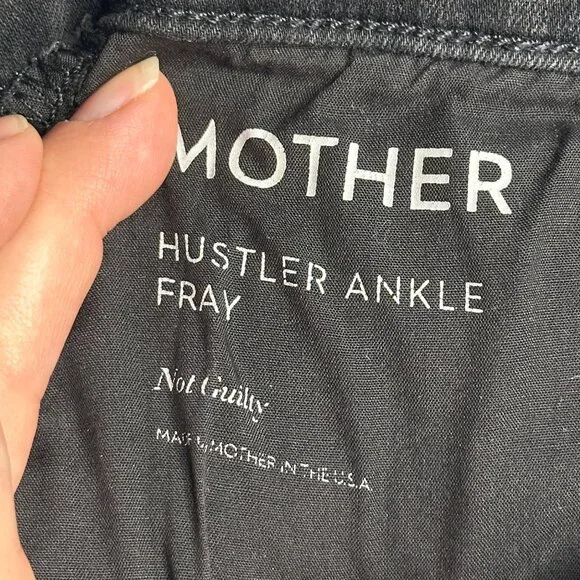 MOTHER
HUSTLER ANKLE
FRAY
Not Guilty
MADE by MOTHER IN THE U.S.A.